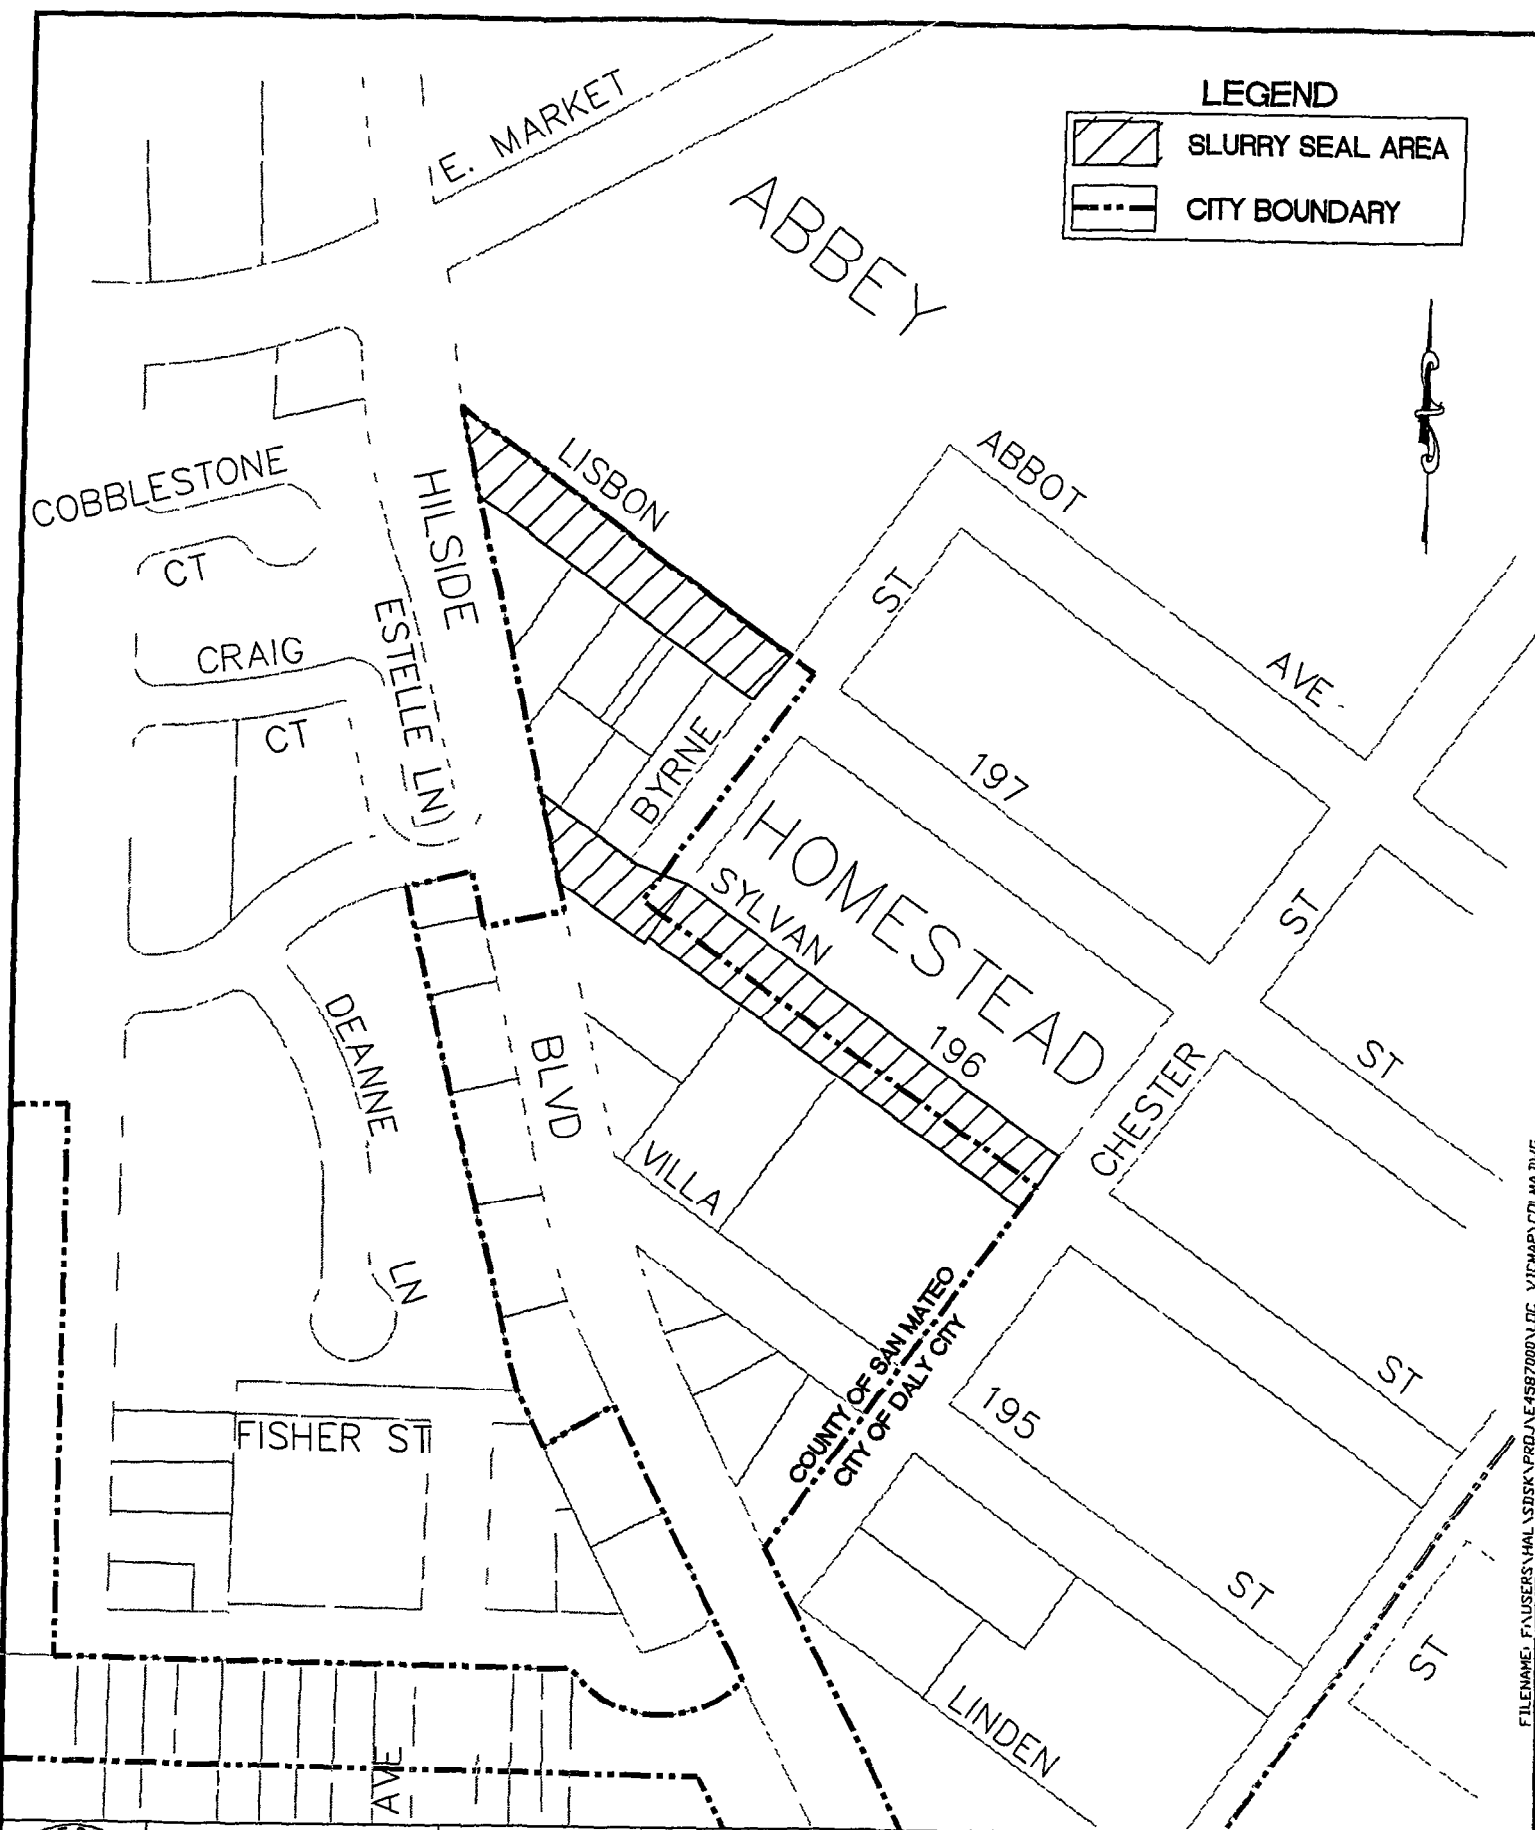 LEGEND
SLURRY SEAL AREA
CITY BOUNDARY
E. MARKET
ABBEY
LISBON
ABBOT
AVE
COBBLESTONE
CT
HILSIDE
ST
CRAIG
CT
ESTELLE LN
BYRNE
197
HOMESTEAD
SYLVAN
ST
196
ST
DEANNE
LN
BLVD
CHESTER
VILLA
COUNTY OF SAN MATEO
CITY OF DALY CITY
ST
195
FISHER ST
ST
ST
LINDEN
AVE